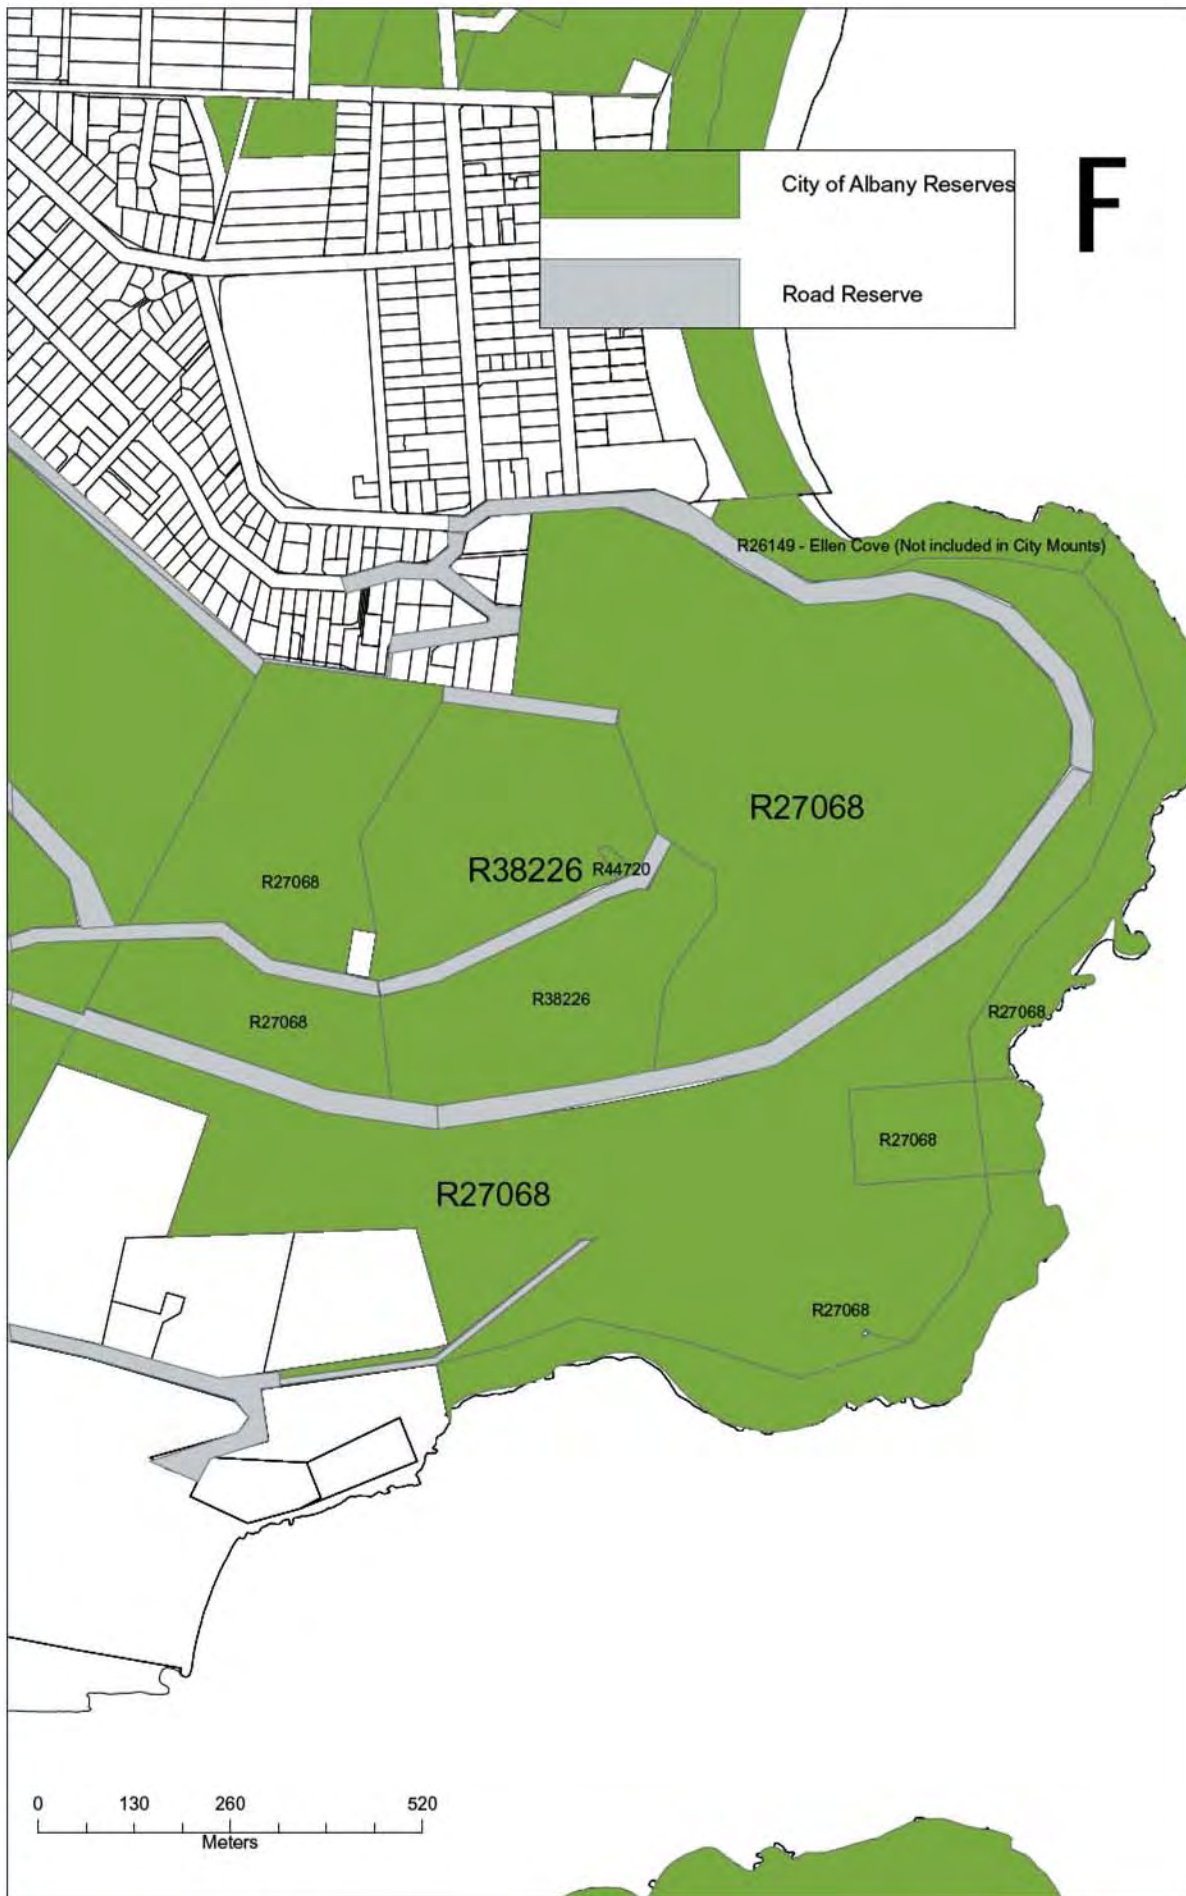 City of Albany Reserves
F
Road Reserve
R26149 - Ellen Cove (Not included in City Mounts)
R27068
R38226
R44720
R27068
R38226
R27068
R27068
R27068
R27068
R27068
0 130 260 520
Meters